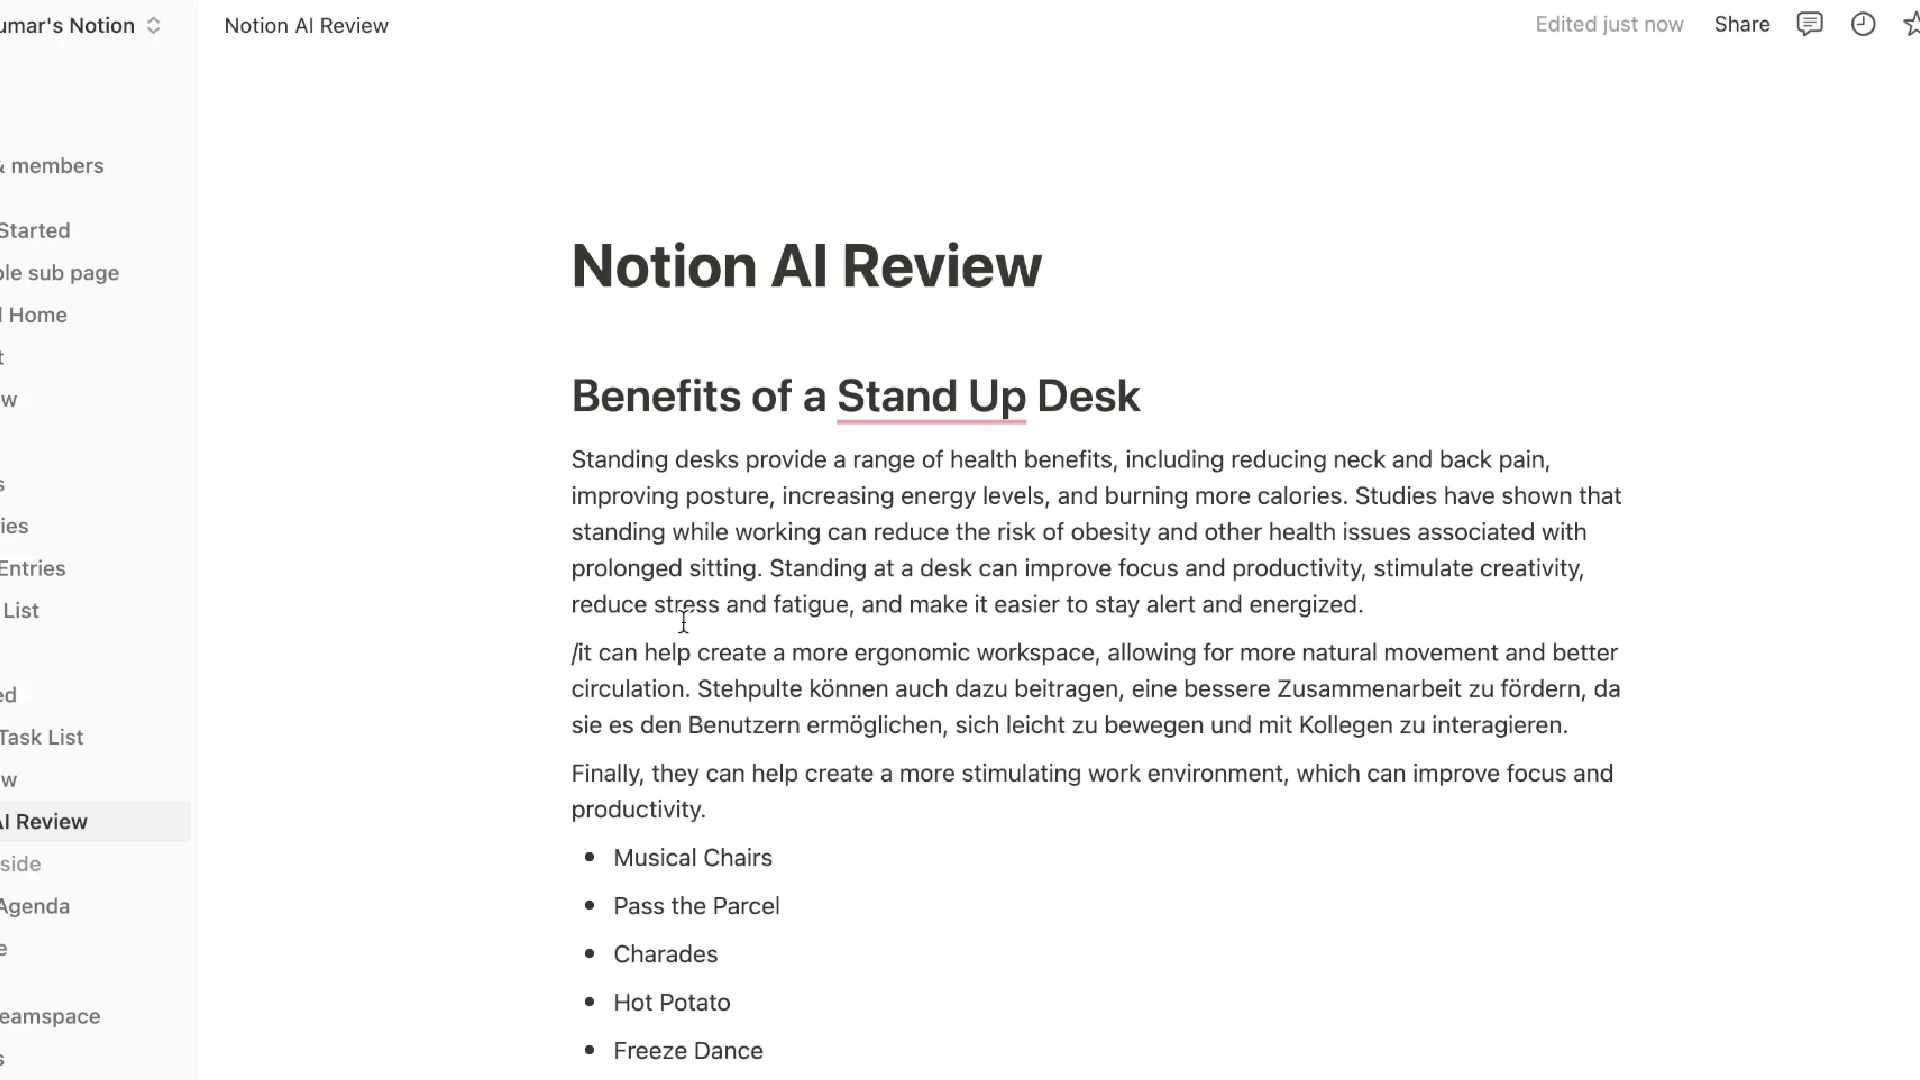 umar's Notion
Notion AI Review
Edited just now
Share
& members
Started
ole sub page
Home
t
w
s
ies
Entries
List
ed
Task List
w
AI Review
side
Agenda
e
eamspace
s
Notion AI Review
Benefits of a Stand Up Desk
Standing desks provide a range of health benefits, including reducing neck and back pain,
improving posture, increasing energy levels, and burning more calories. Studies have shown that
standing while working can reduce the risk of obesity and other health issues associated with
prolonged sitting. Standing at a desk can improve focus and productivity, stimulate creativity,
reduce stress and fatigue, and make it easier to stay alert and energized.
/it can help create a more ergonomic workspace, allowing for more natural movement and better
circulation. Stehpulte können auch dazu beitragen, eine bessere Zusammenarbeit zu fördern, da
sie es den Benutzern ermöglichen, sich leicht zu bewegen und mit Kollegen zu interagieren.
Finally, they can help create a more stimulating work environment, which can improve focus and
productivity.
• Musical Chairs
• Pass the Parcel
• Charades
• Hot Potato
• Freeze Dance